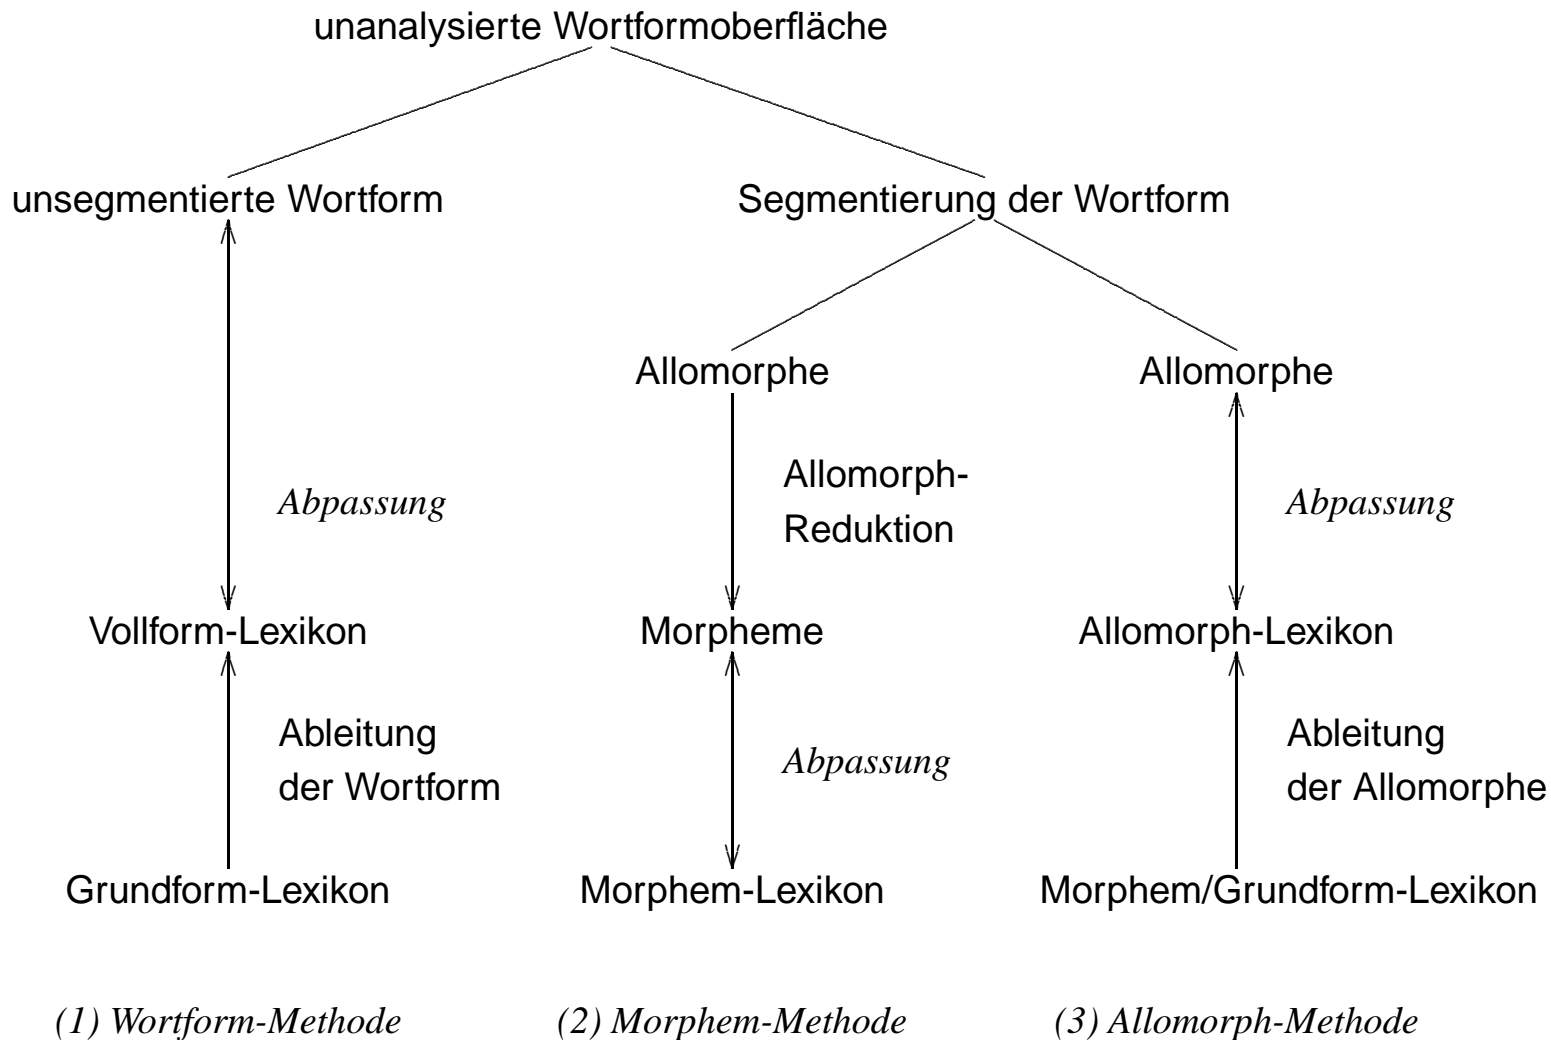 unanalysierte Wortformoberfläche
unsegmentierte Wortform
Segmentierung der Wortform
Allomorphe
Allomorphe
Allomorph-
Reduktion
Abpassung
Abpassung
Vollform-Lexikon
Morpheme
Allomorph-Lexikon
Ableitung
der Wortform
Abpassung
Ableitung
der Allomorphe
Grundform-Lexikon
Morphem-Lexikon
Morphem/Grundform-Lexikon
(1) Wortform-Methode
(2) Morphem-Methode
(3) Allomorph-Methode